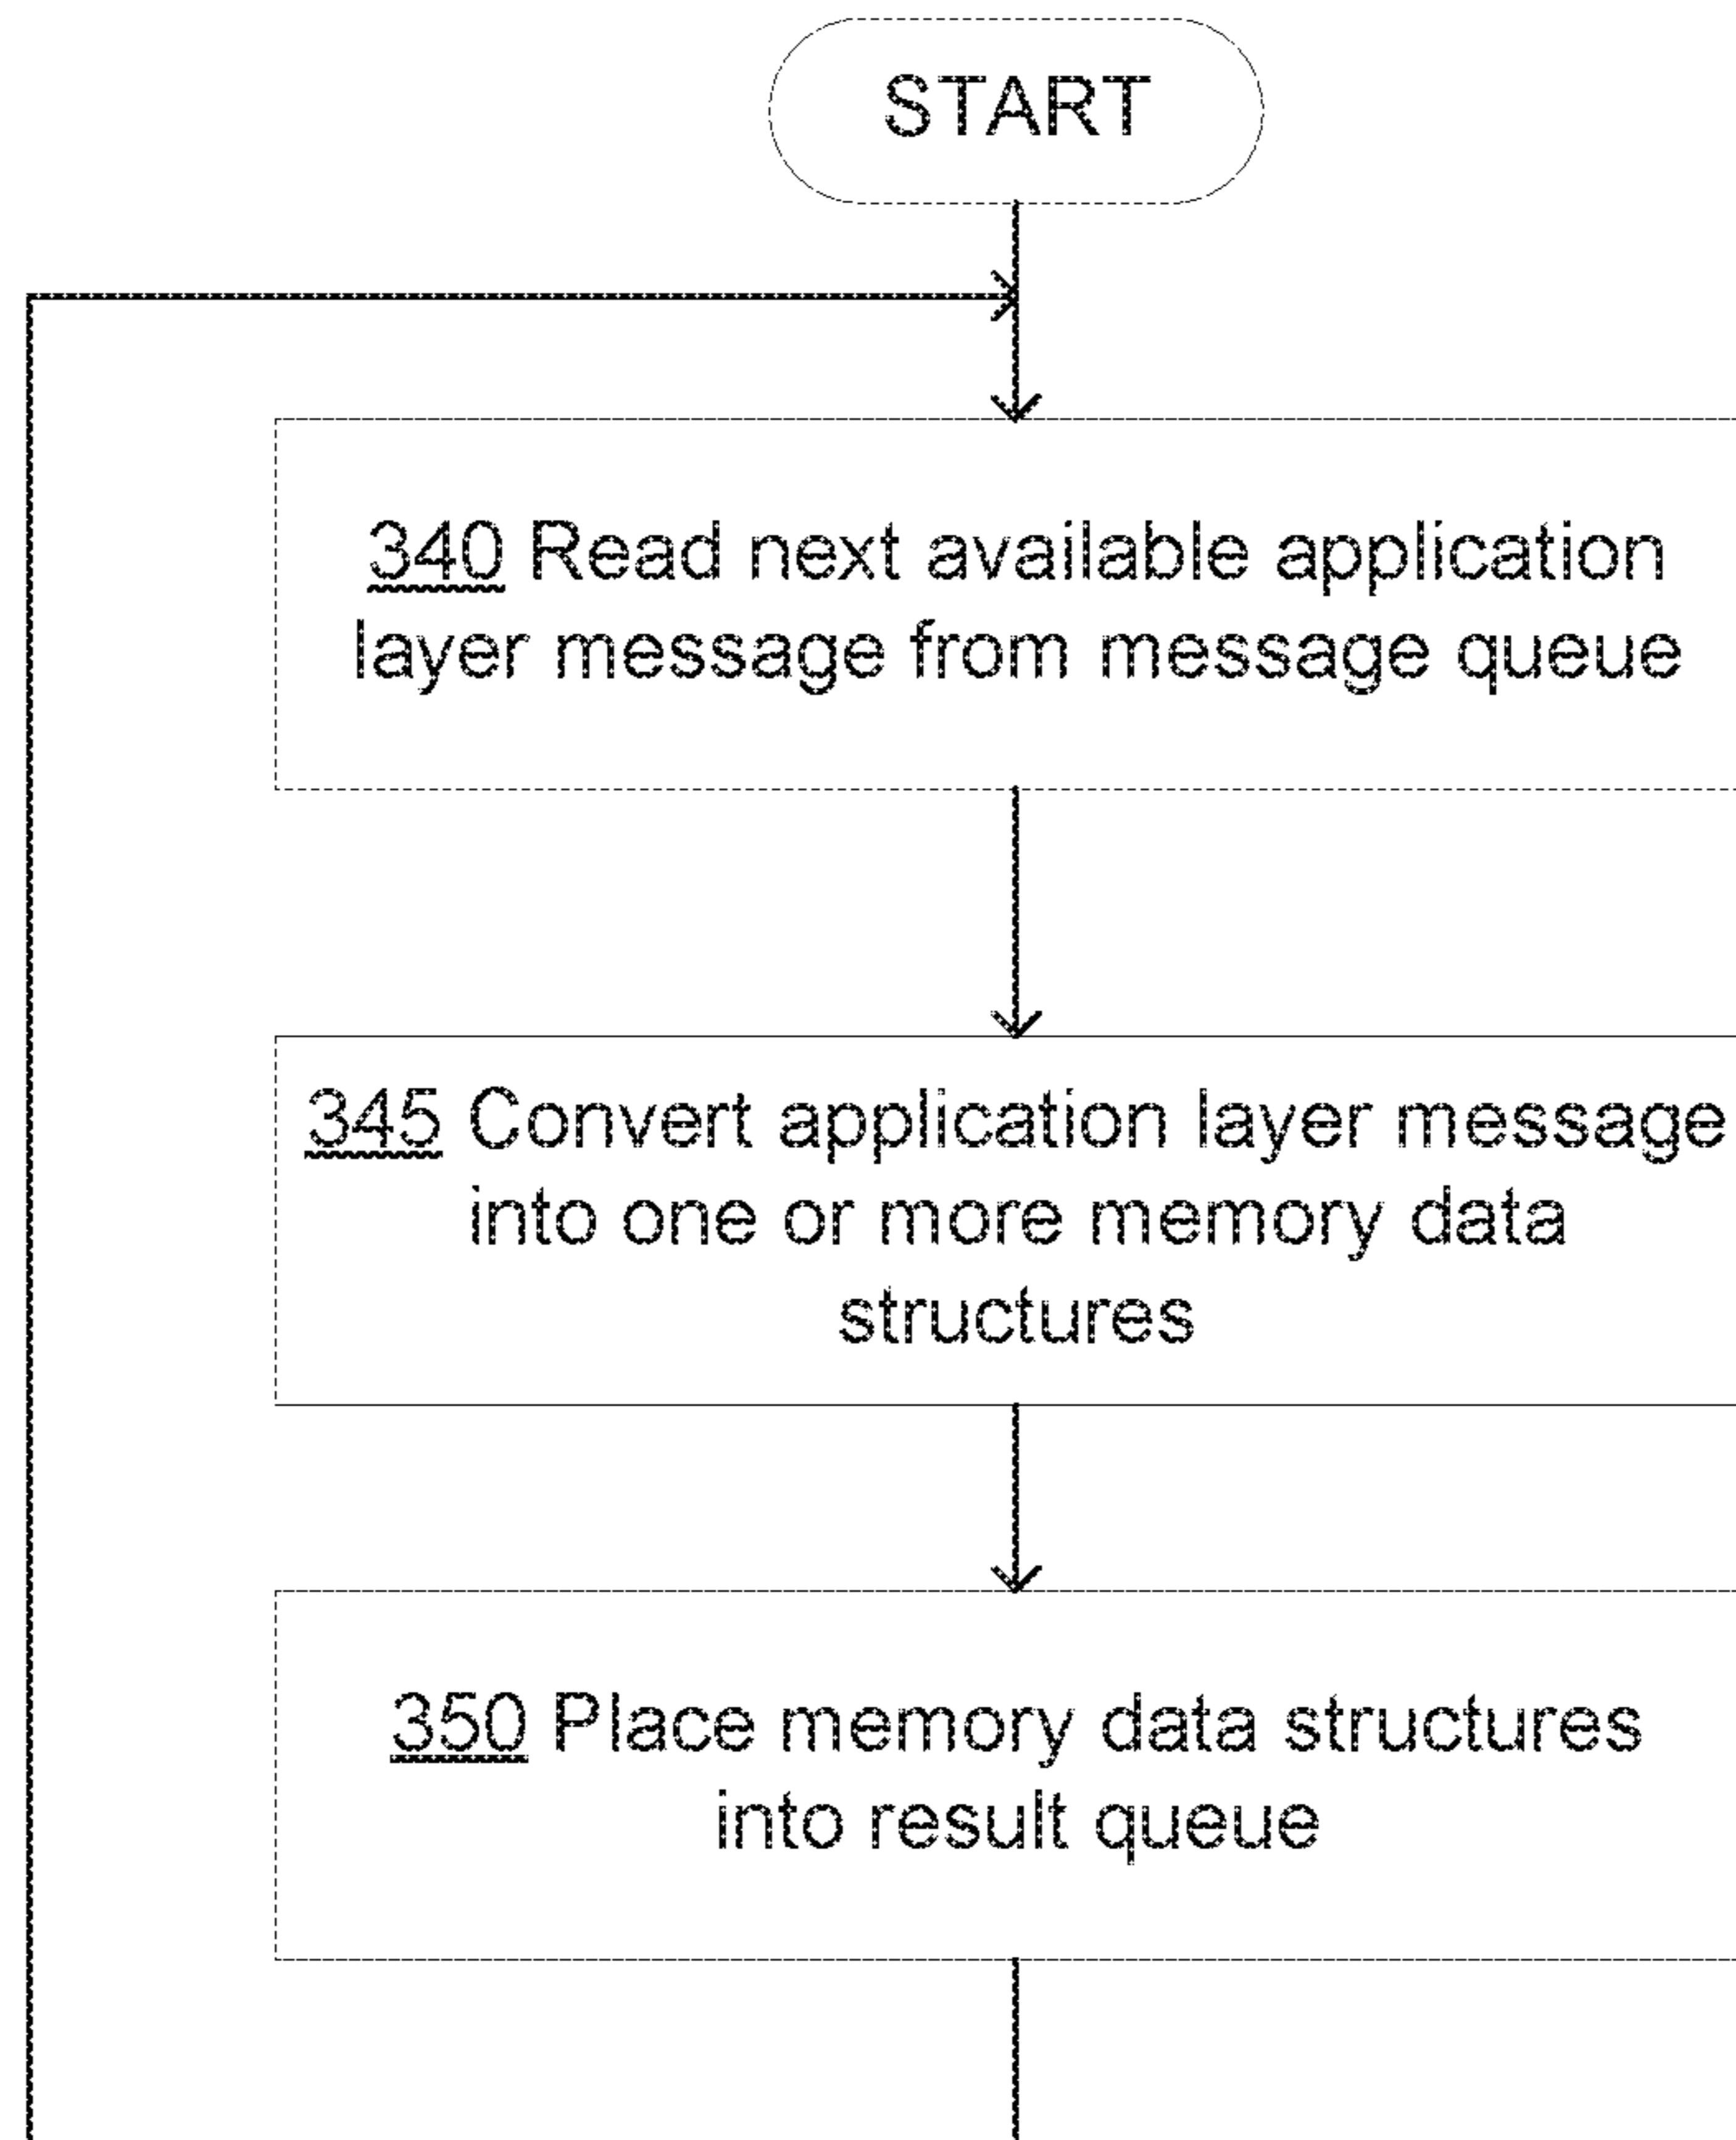 START
340 Read next available application
layer message from message queue
345 Convert application layer message
into one or more memory data
structures
350 Place memory data structures
into result queue